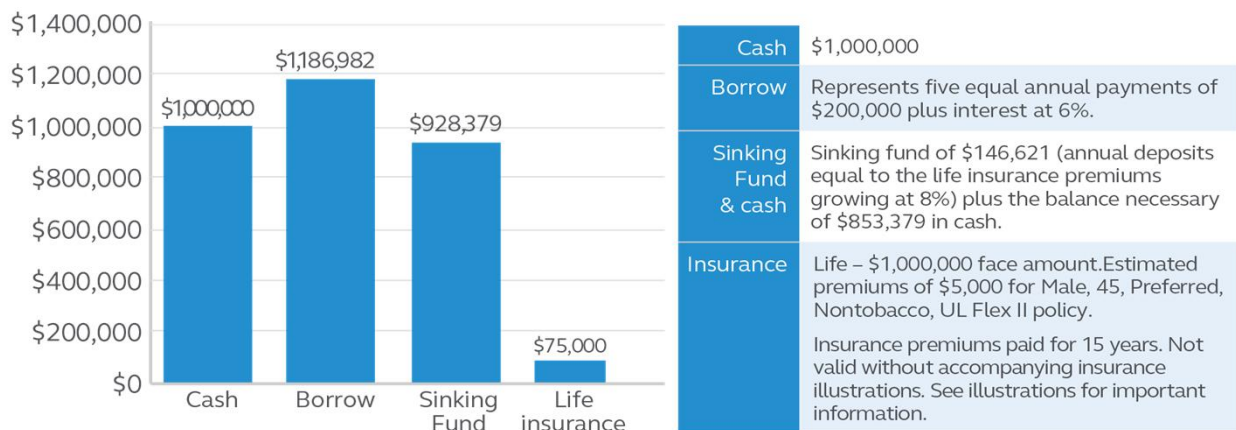 $1,400,000
$1,200,000
$1,000,000
$800,000
$600,000
$400,000
$200,000
$0
$1,000,000
$1,186,982
$928,379
$75,000
Cash
Borrow
Sinking
Fund
Life
insurance
Cash
$1,000,000
Borrow
Represents five equal annual payments of
$200,000 plus interest at 6%.
Sinking
Fund
& cash
Sinking fund of $146,621 (annual deposits
equal to the life insurance premiums
growing at 8%) plus the balance necessary
of $853,379 in cash.
Insurance
Life – $1,000,000 face amount.Estimated
premiums of $5,000 for Male, 45, Preferred,
Nontobacco, UL Flex II policy.
Insurance premiums paid for 15 years. Not
valid without accompanying insurance
illustrations. See illustrations for important
information.